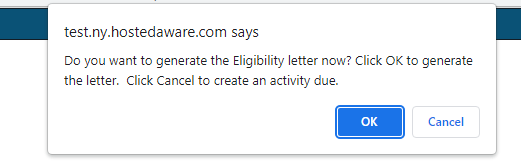 test.ny.hostedaware.com says
Do you want to generate the Eligibility letter now? Click OK to generate
the letter.  Click Cancel to create an activity due.
OK
Cancel